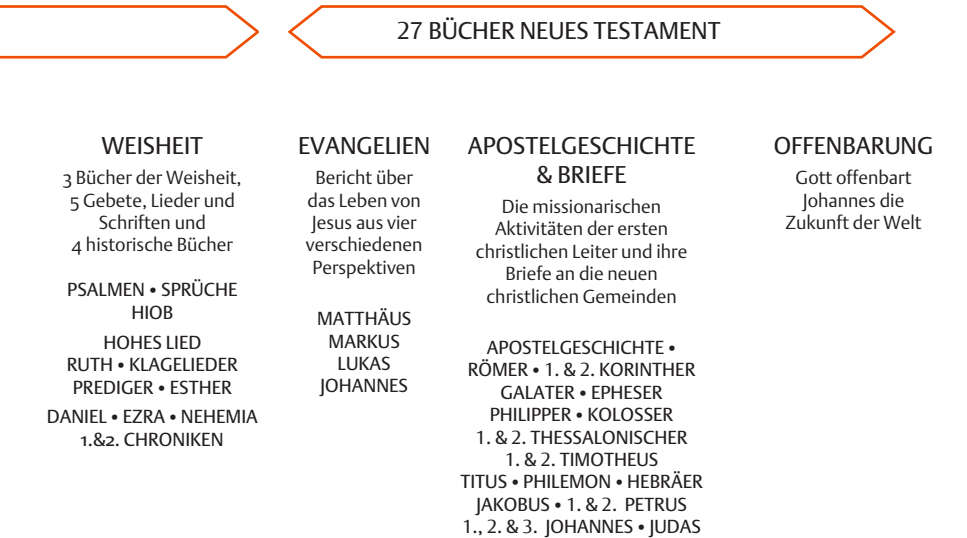 27 BÜCHER NEUES TESTAMENT
WEISHEIT
3 Bücher der Weisheit,
5 Gebete, Lieder und
Schriften und
4 historische Bücher
PSALMEN • SPRÜCHE
HIOB
HOHES LIED
RUTH • KLAGELIEDER
PREDIGER • ESTHER
DANIEL • EZRA • NEHEMIA
1.&2. CHRONIKEN
EVANGELIEN
Bericht über
das Leben von
Jesus aus vier
verschiedenen
Perspektiven
MATTHÄUS
MARKUS
LUKAS
JOHANNES
APOSTELGESCHICHTE
& BRIEFE
Die missionarischen
Aktivitäten der ersten
christlichen Leiter und ihre
Briefe an die neuen
christlichen Gemeinden
APOSTELGESCHICHTE •
RÖMER • 1. & 2. KORINTHER
GALATER • EPHESER
PHILIPPER • KOLOSSER
1. & 2. THESSALONISCHER
1. & 2. TIMOTHEUS
TITUS • PHILEMON • HEBRÄER
JAKOBUS • 1. & 2. PETRUS
1., 2. & 3. JOHANNES • JUDAS
OFFENBARUNG
Gott offenbart
Johannes die
Zukunft der Welt